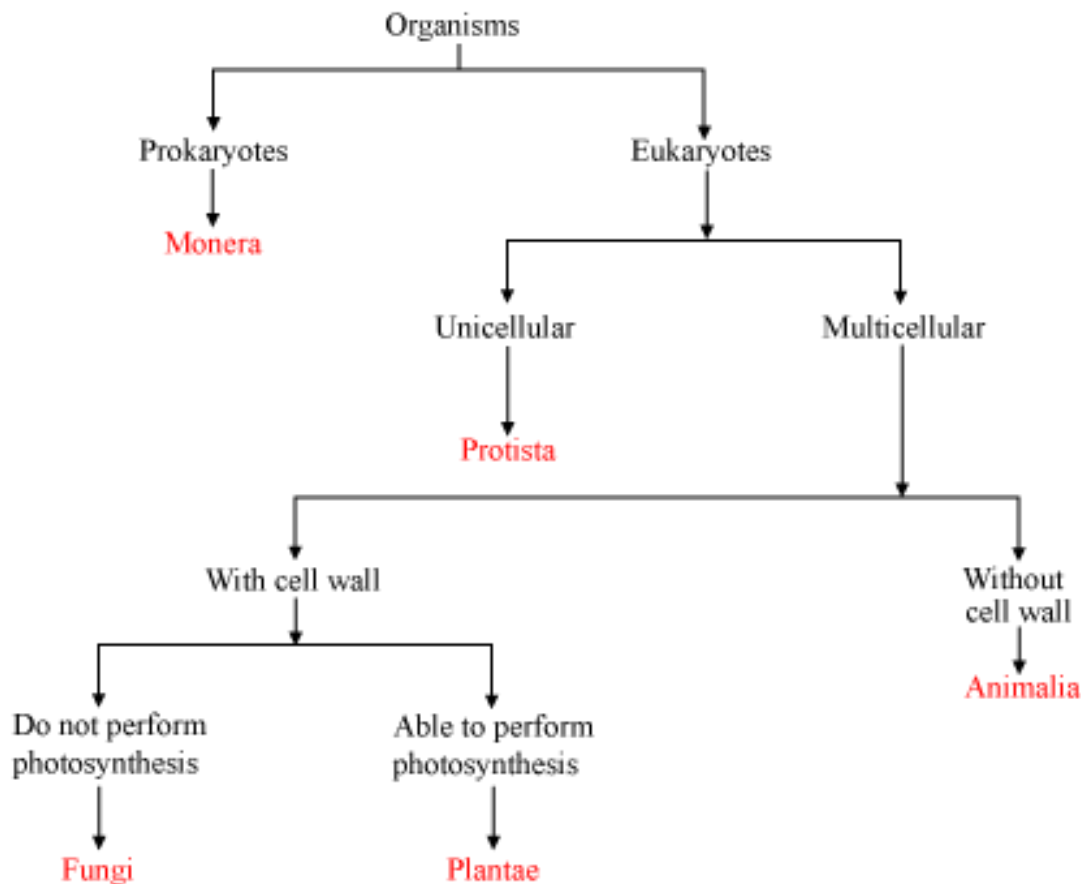 Organisms
Prokaryotes
Eukaryotes
Monera
Unicellular
Multicellular
Protista
With cell wall
Without
cell wall
Animalia
Do not perform
photosynthesis
Able to perform
photosynthesis
Fungi
Plantae